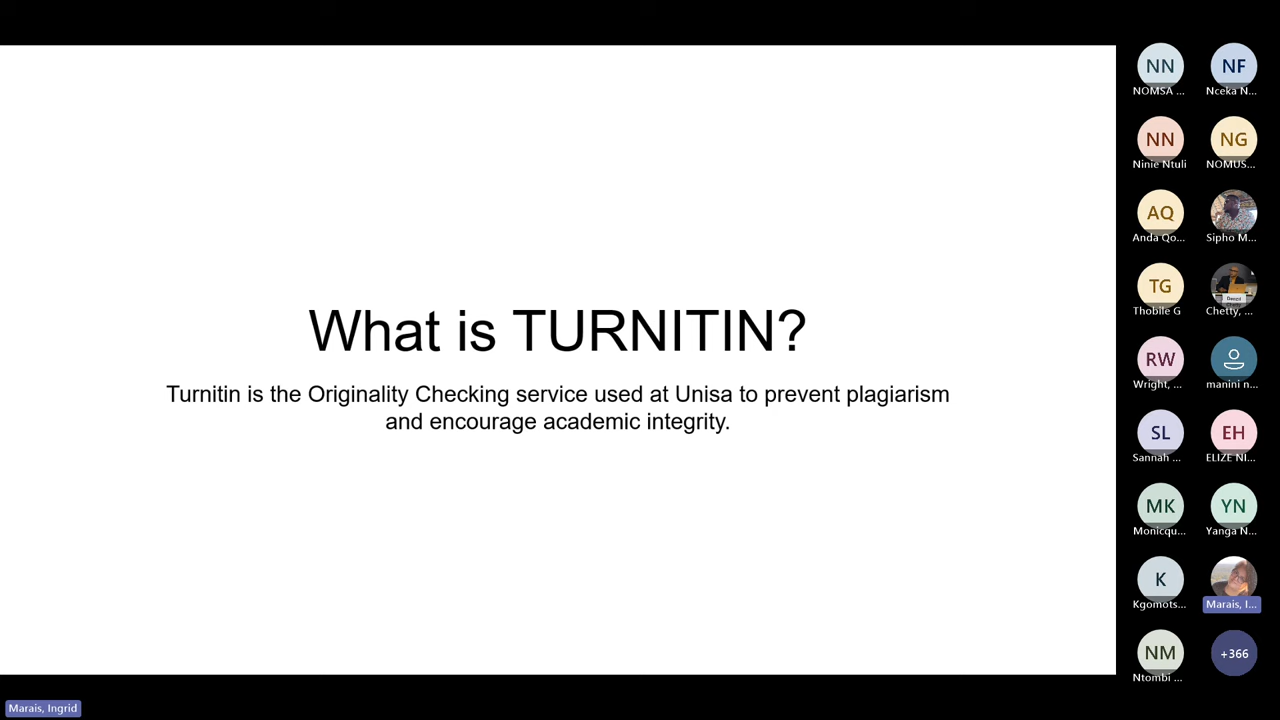 What is TURNITIN?
Turnitin is the Originality Checking service used at Unisa to prevent plagiarism
and encourage academic integrity.
NN
NOMSA ...
NF
Nceka N...
NN
Ninie Ntuli
NG
NOMUS...
AQ
Anda Qo...
Sipho M...
TG
Thobile G
Chetty, ...
RW
Wright, ...
manini n...
SL
Sannah ...
EH
ELIZE NI...
MK
Monicqu...
YN
Yanga N...
K
Kgomots...
Marais, I...
NM
Ntombi ...
+366
Marais, Ingrid